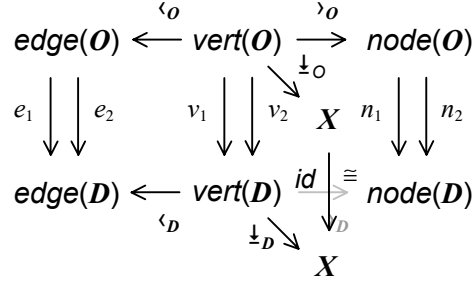 ‹O ›O
edge(O) vert(O) node(O)
⊥O
e1 e2 v1 v2 X n1 n2
id ≅
edge(D) vert(D) node(D)
‹D ⊥D D
X